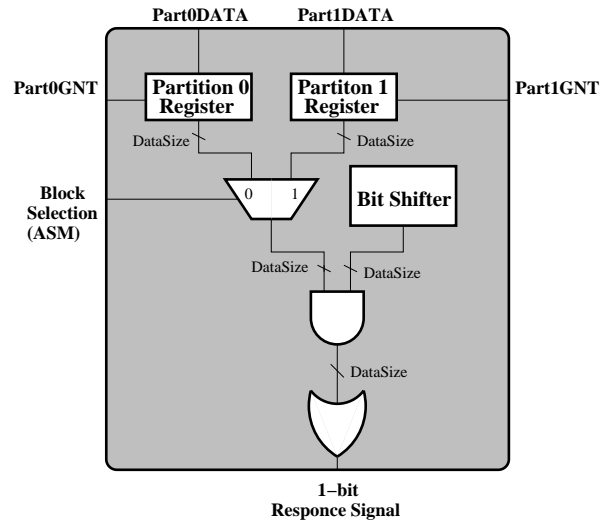 Part0DATA
Part1DATA
Part0GNT
Partition 0
Register
Partiton 1
Register
Part1GNT
DataSize
DataSize
Block
Selection
(ASM)
0
1
Bit Shifter
DataSize
DataSize
DataSize
1−bit
Responce Signal